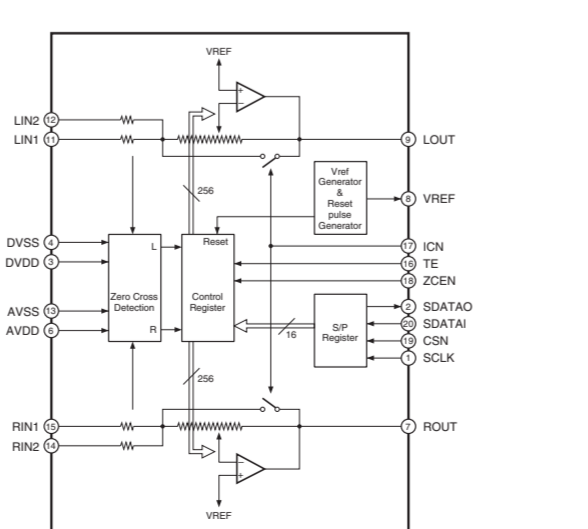 VREF
LIN2 12
LIN1 11
9 LOUT
256
Vref
Generator
&
Reset
pulse
Generator
8 VREF
DVSS 4
DVDD 3
L
Reset
17 ICN
16 TE
18 ZCEN
Zero Cross
Detection
Control
Register
AVSS 13
AVDD 6
R
16
S/P
Register
2 SDATAO
20 SDATAI
19 CSN
1 SCLK
256
RIN1 15
RIN2 14
7 ROUT
VREF